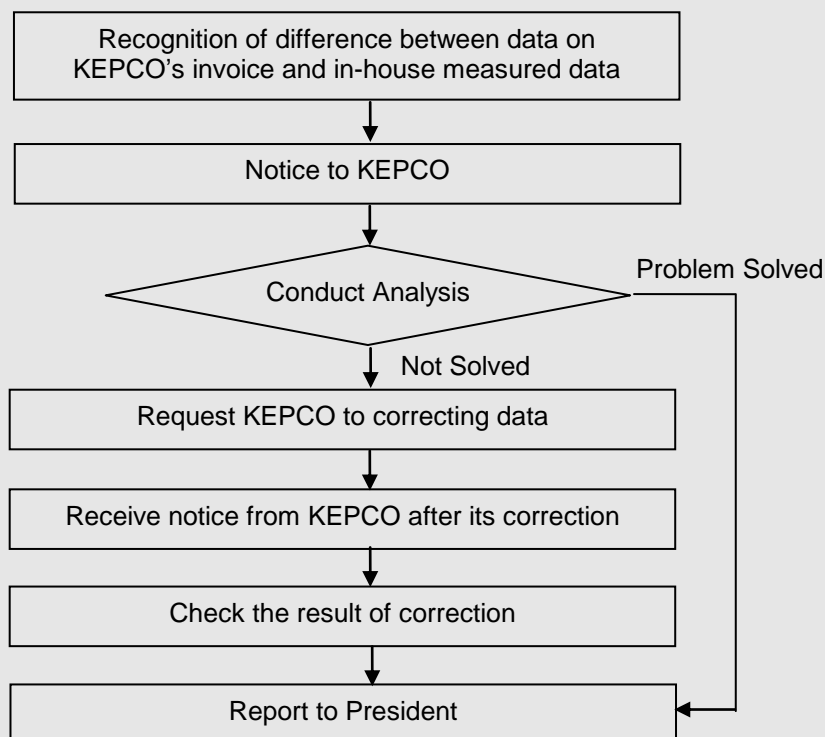 Recognition of difference between data on
KEPCO’s invoice and in-house measured data
Notice to KEPCO
Conduct Analysis
Problem Solved
Not Solved
Request KEPCO to correcting data
Receive notice from KEPCO after its correction
Check the result of correction
Report to President